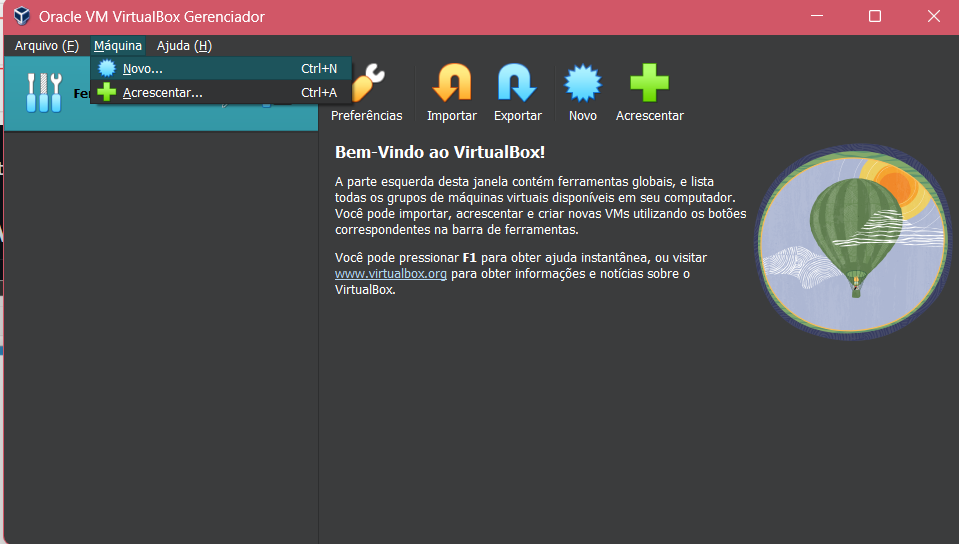 Oracle VM VirtualBox Gerenciador
Arquivo (F) Máquina Ajuda (H)
Novo... Ctrl+N
Acrescentar... Ctrl+A
Preferências Importar Exportar Novo Acrescentar
Bem-Vindo ao VirtualBox!
A parte esquerda desta janela contém ferramentas globais, e lista
todas os grupos de máquinas virtuais disponíveis em seu computador.
Você pode importar, acrescentar e criar novas VMs utilizando os botões
correspondentes na barra de ferramentas.
Você pode pressionar F1 para obter ajuda instantânea, ou visitar
www.virtualbox.org para obter informações e notícias sobre o
VirtualBox.